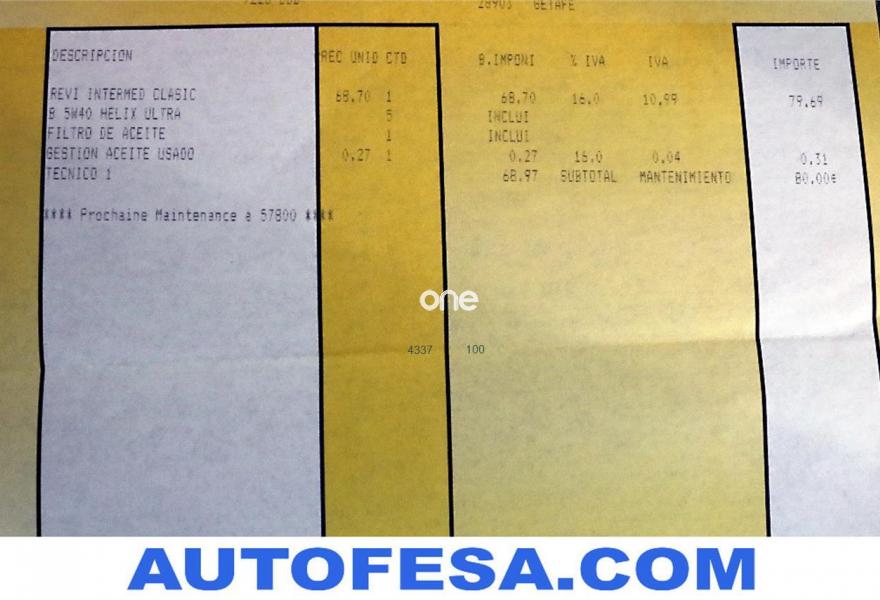 28903 GETAFE
DESCRIPCION REC UNID CTD B.IMPONI % IVA IVA IMPORTE
REVI INTERMED CLASIC 68,70 1 68.70 16.0 10,99 79.69
B 5W40 HELIX ULTRA 5 INCLUI
FILTRO DE ACEITE 1 INCLUI
GESTION ACEITE USADO 0,27 1 0.27 16.0 0,04 0.31
TECNICO 1 68.97 SUBTOTAL MANTENIMIENTO 80.00€
**** Prochaine Maintenance a 57800 ****
one
4337 100
AUTOFESA.COM